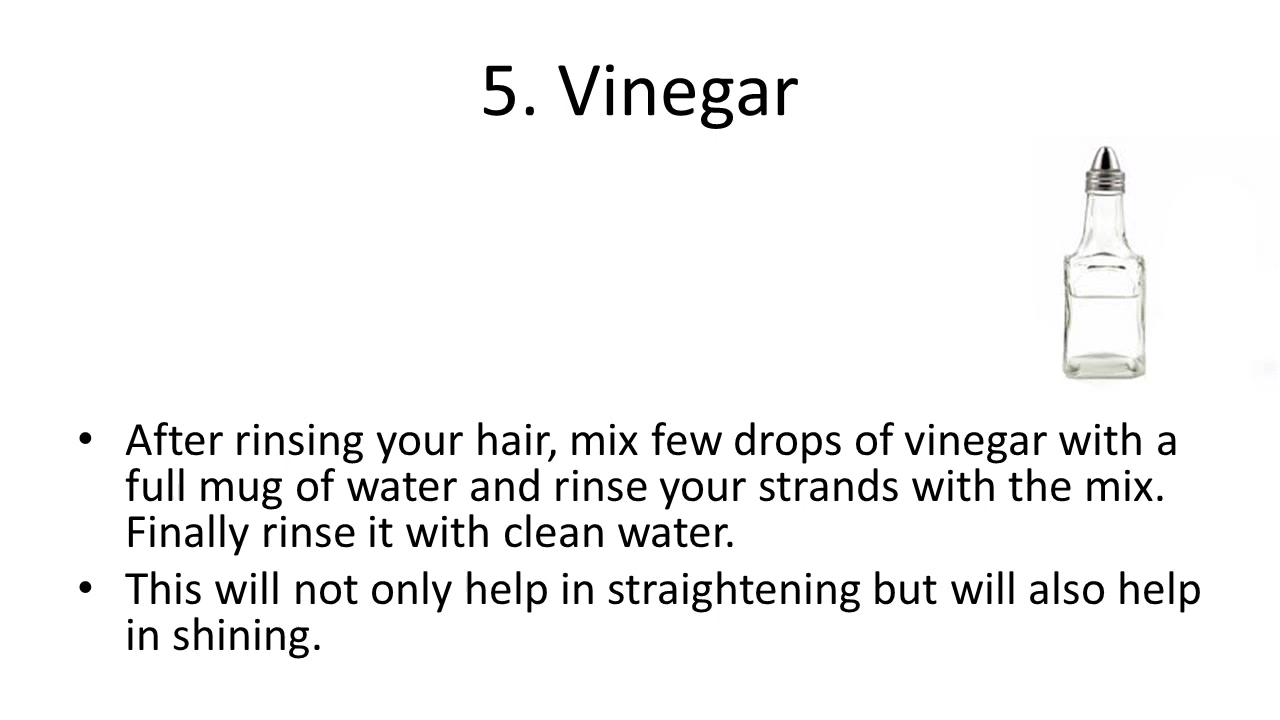 5. Vinegar
• After rinsing your hair, mix few drops of vinegar with a
full mug of water and rinse your strands with the mix.
Finally rinse it with clean water.
• This will not only help in straightening but will also help
in shining.